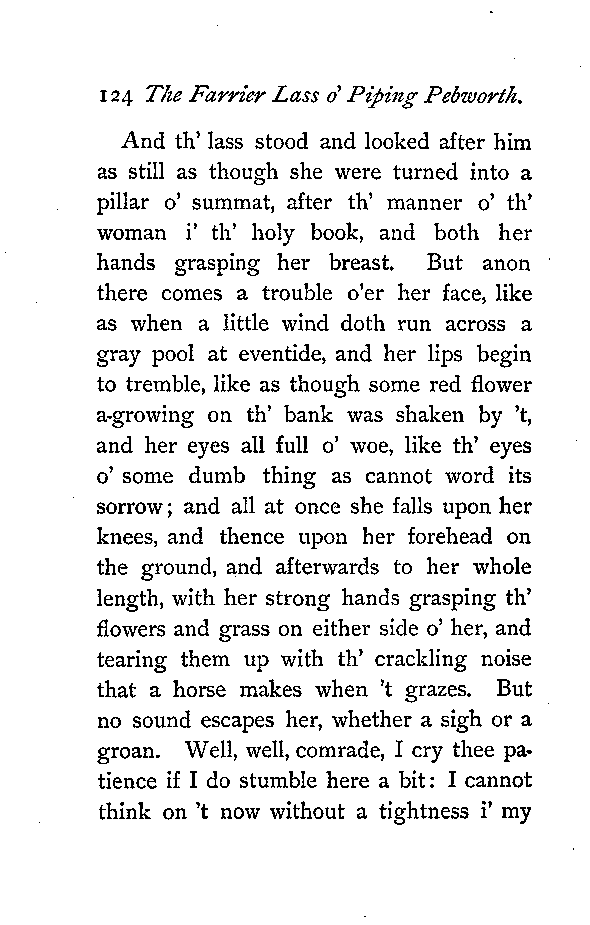 124 The Farrier Lass o' Piping Pebworth.
And th' lass stood and looked after him
as still as though she were turned into a
pillar o' summat, after th' manner o' th'
woman i' th' holy book, and both her
hands grasping her breast. But anon
there comes a trouble o'er her face, like
as when a little wind doth run across a
gray pool at eventide, and her lips begin
to tremble, like as though some red flower
a-growing on th' bank was shaken by 't,
and her eyes all full o' woe, like th' eyes
o' some dumb thing as cannot word its
sorrow; and all at once she falls upon her
knees, and thence upon her forehead on
the ground, and afterwards to her whole
length, with her strong hands grasping th'
flowers and grass on either side o' her, and
tearing them up with th' crackling noise
that a horse makes when 't grazes. But
no sound escapes her, whether a sigh or a
groan. Well, well, comrade, I cry thee pa-
tience if I do stumble here a bit: I cannot
think on 't now without a tightness i' my